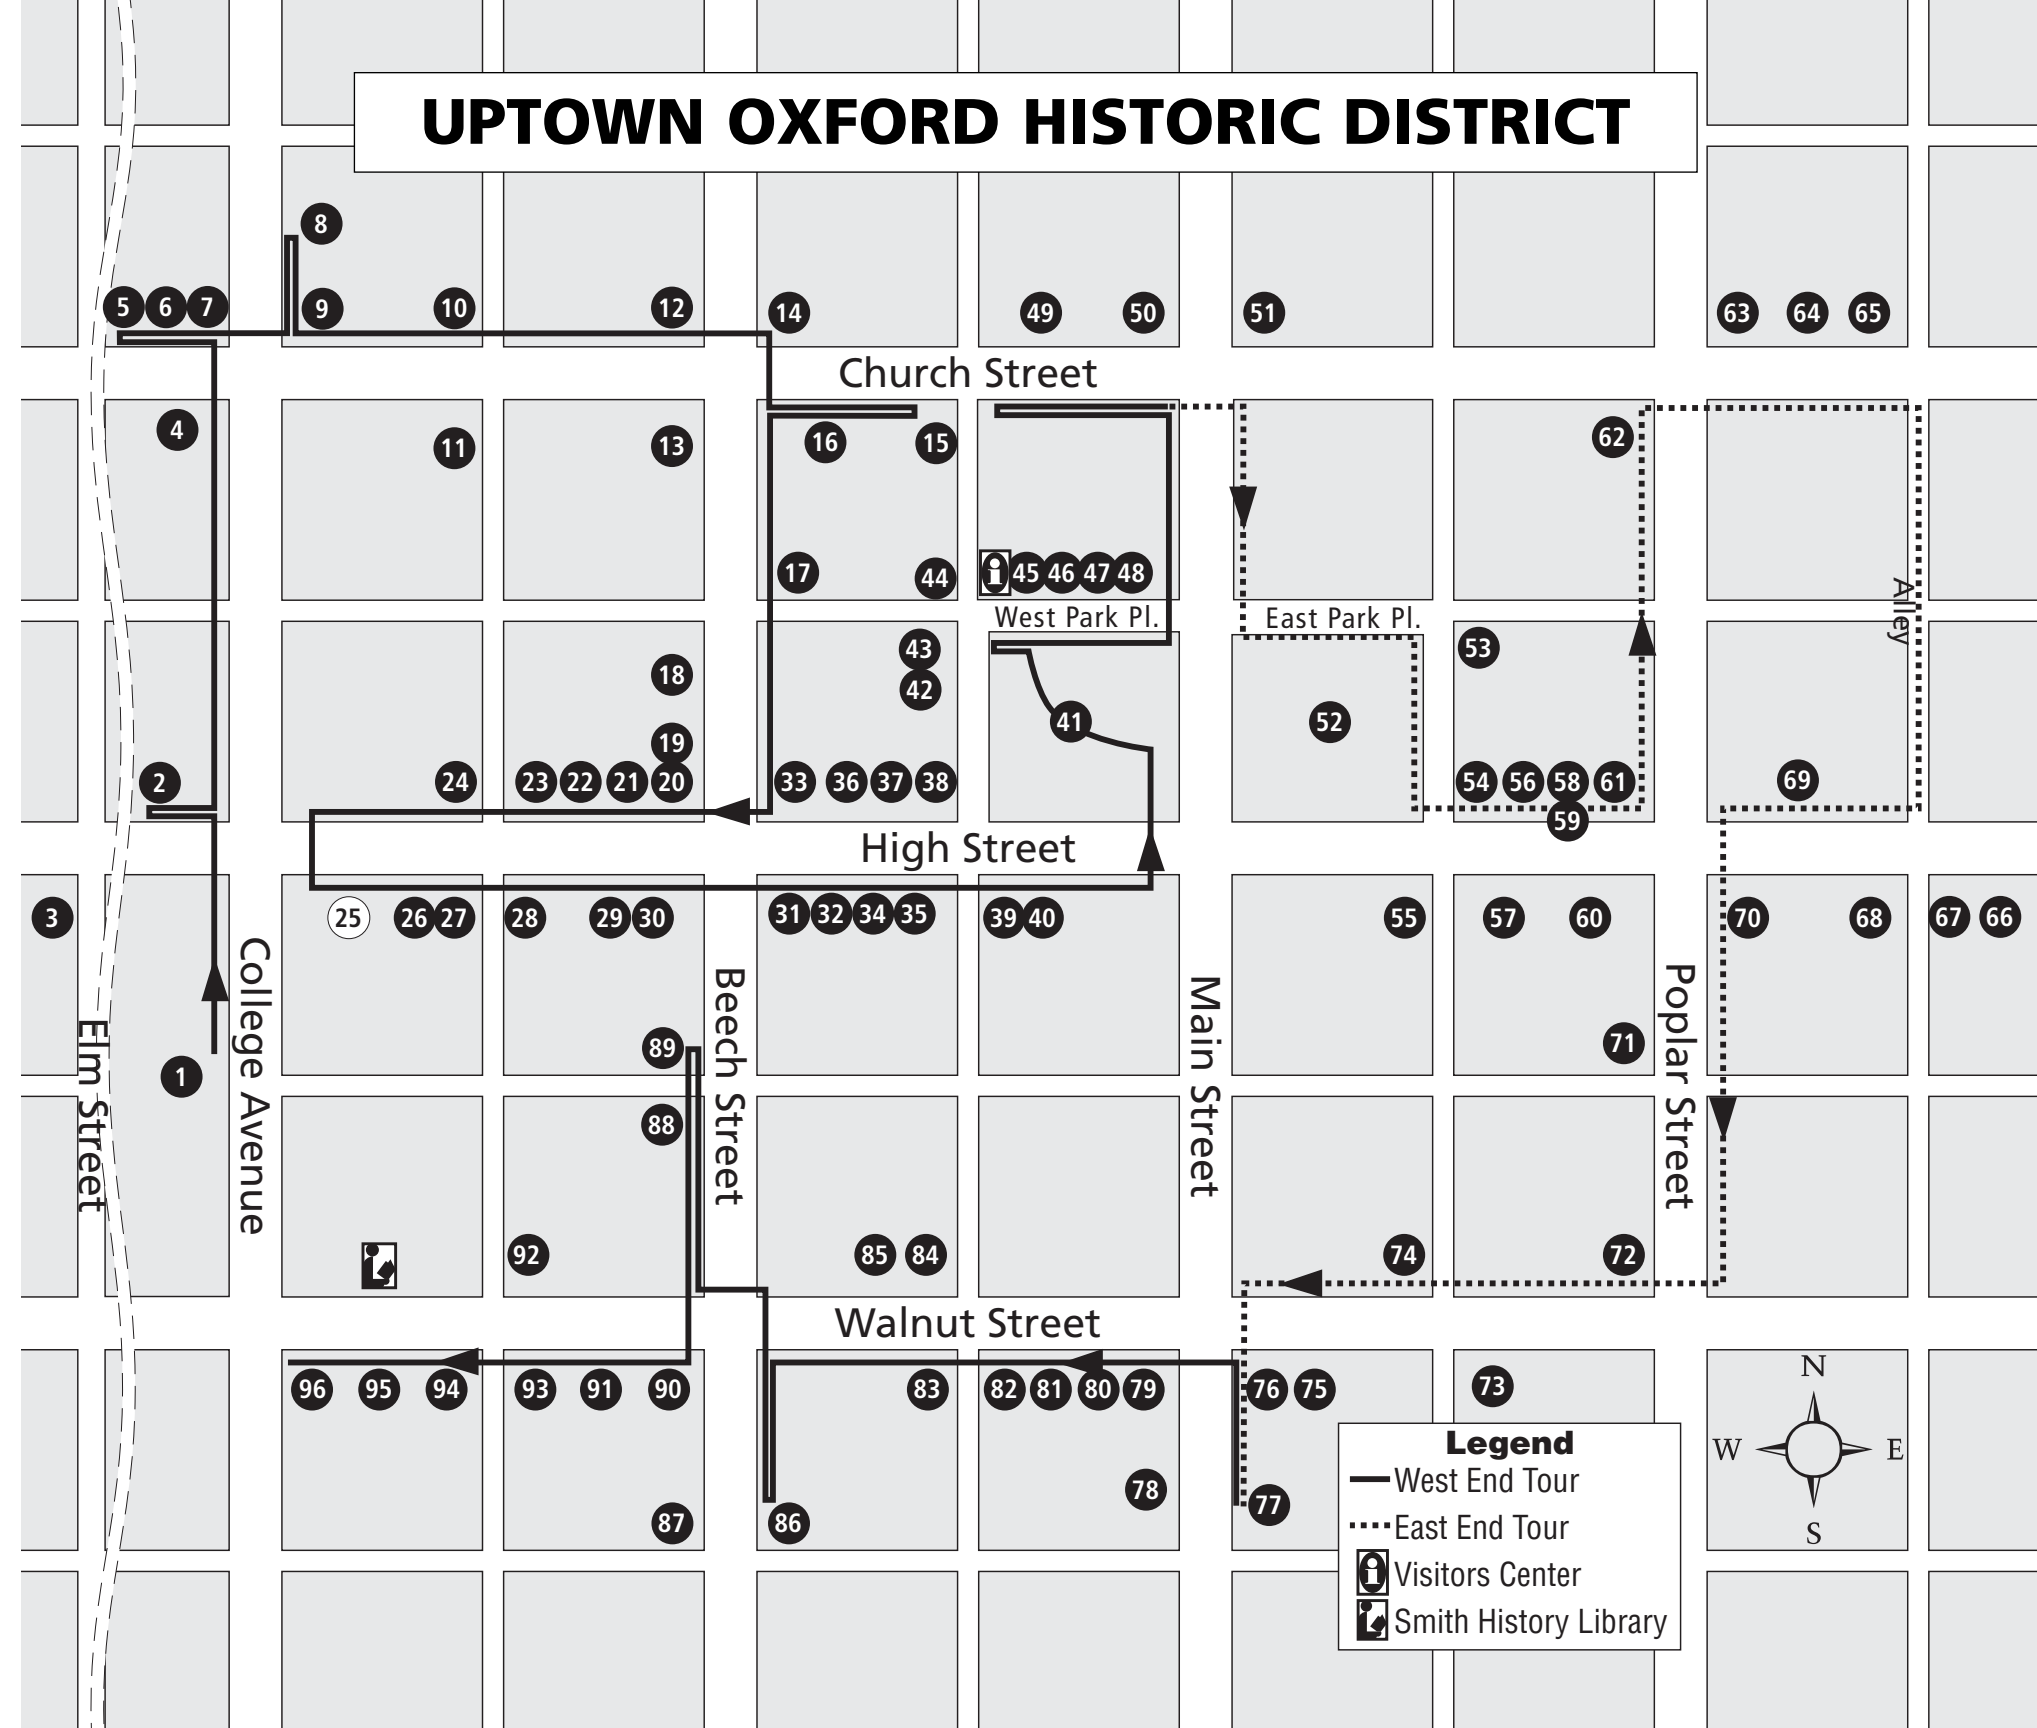 UPTOWN OXFORD HISTORIC DISTRICT
8
5 6 7 9 10 12 14 49 50 51 63 64 65
Church Street
4 11 13 16 15 62
17 44 45 46 47 48
West Park Pl. East Park Pl.
Alley
18 43 42 53
19 41 52
2 24 23 22 21 20 33 36 37 38 54 56 58 61 69
59
High Street
3 25 26 27 28 29 30 31 32 34 35 39 40 55 57 60 70 68 67 66
Elm Street
College Avenue
Beech Street
Main Street
Poplar Street
1 89 71
88
92 85 84 74 72
Walnut Street
96 95 94 93 91 90 83 82 81 80 79 76 75 73
87 86 78 77
Legend
West End Tour
East End Tour
Visitors Center
Smith History Library
N
W E
S